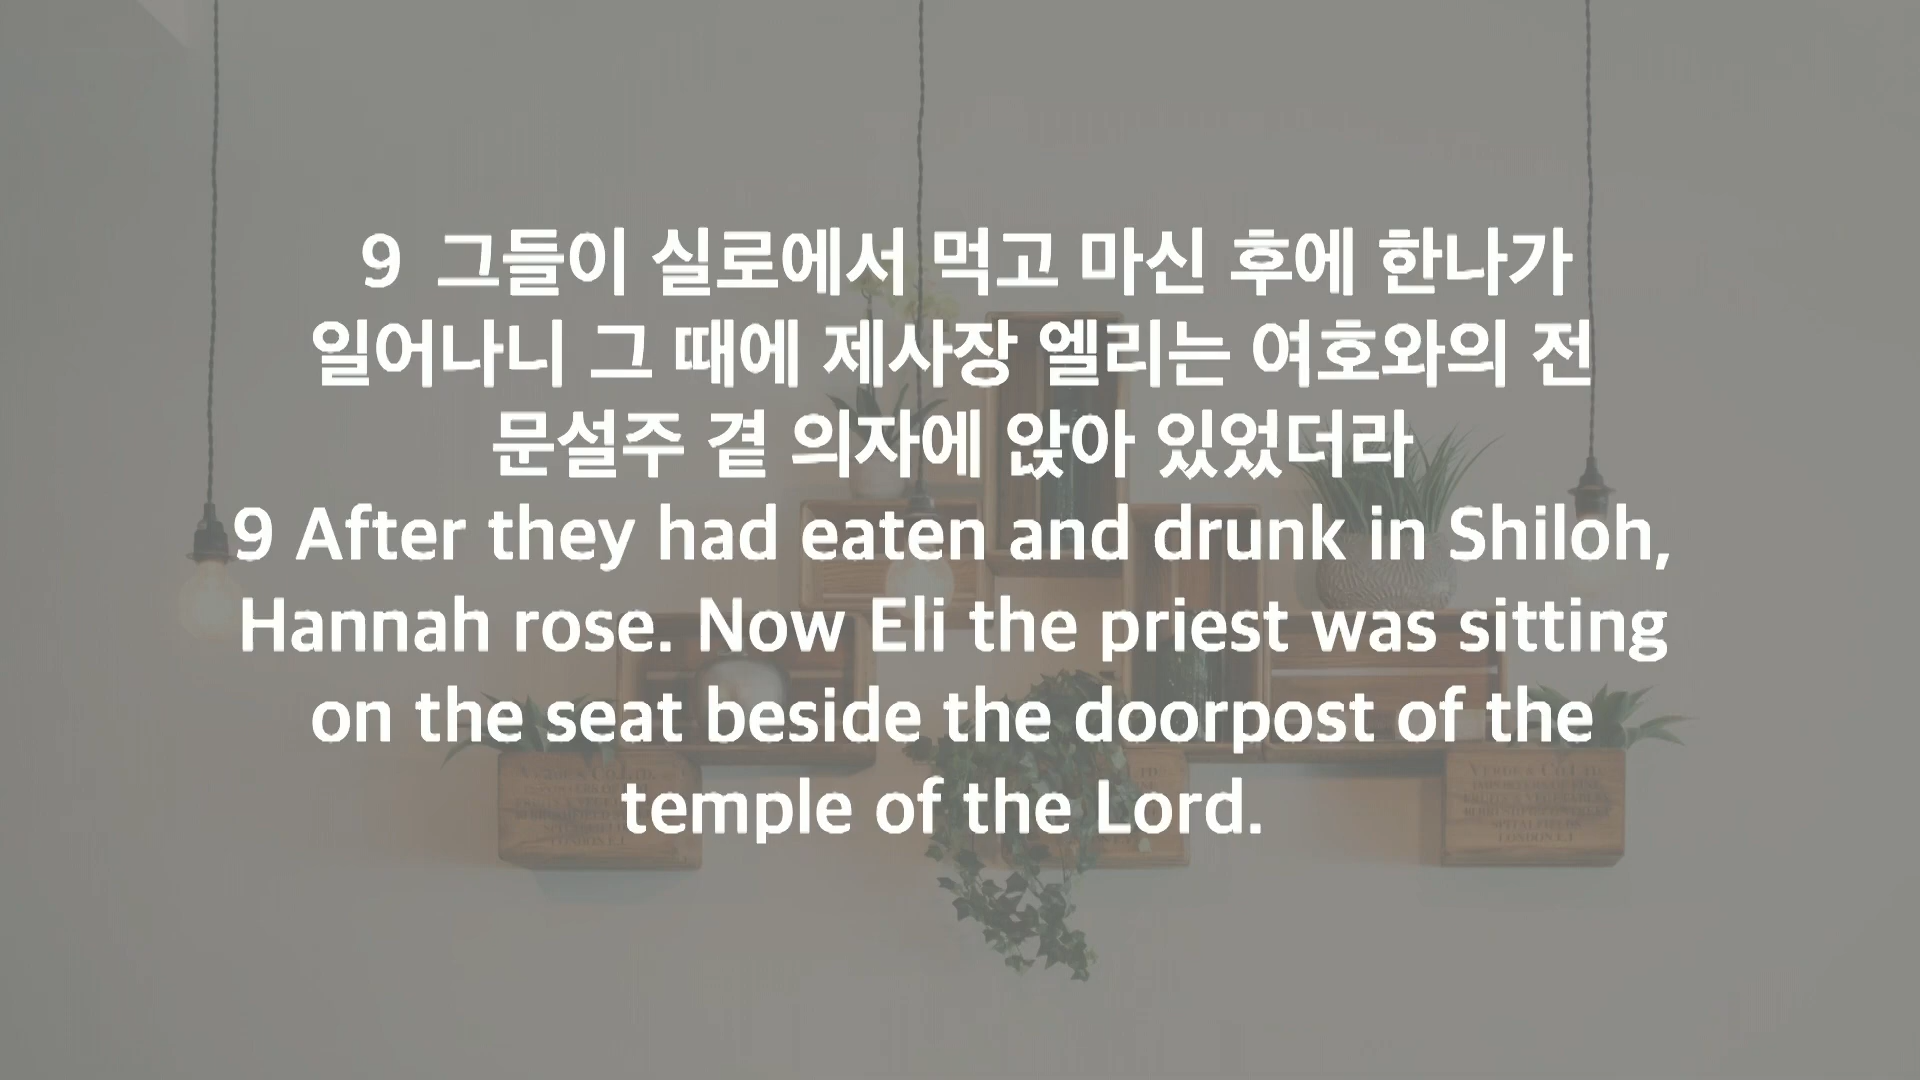 9 그들이 실로에서 먹고 마신 후에 한나가
일어나니 그 때에 제사장 엘리는 여호와의 전
문설주 곁 의자에 앉아 있었더라
9 After they had eaten and drunk in Shiloh,
Hannah rose. Now Eli the priest was sitting
on the seat beside the doorpost of the
temple of the Lord.